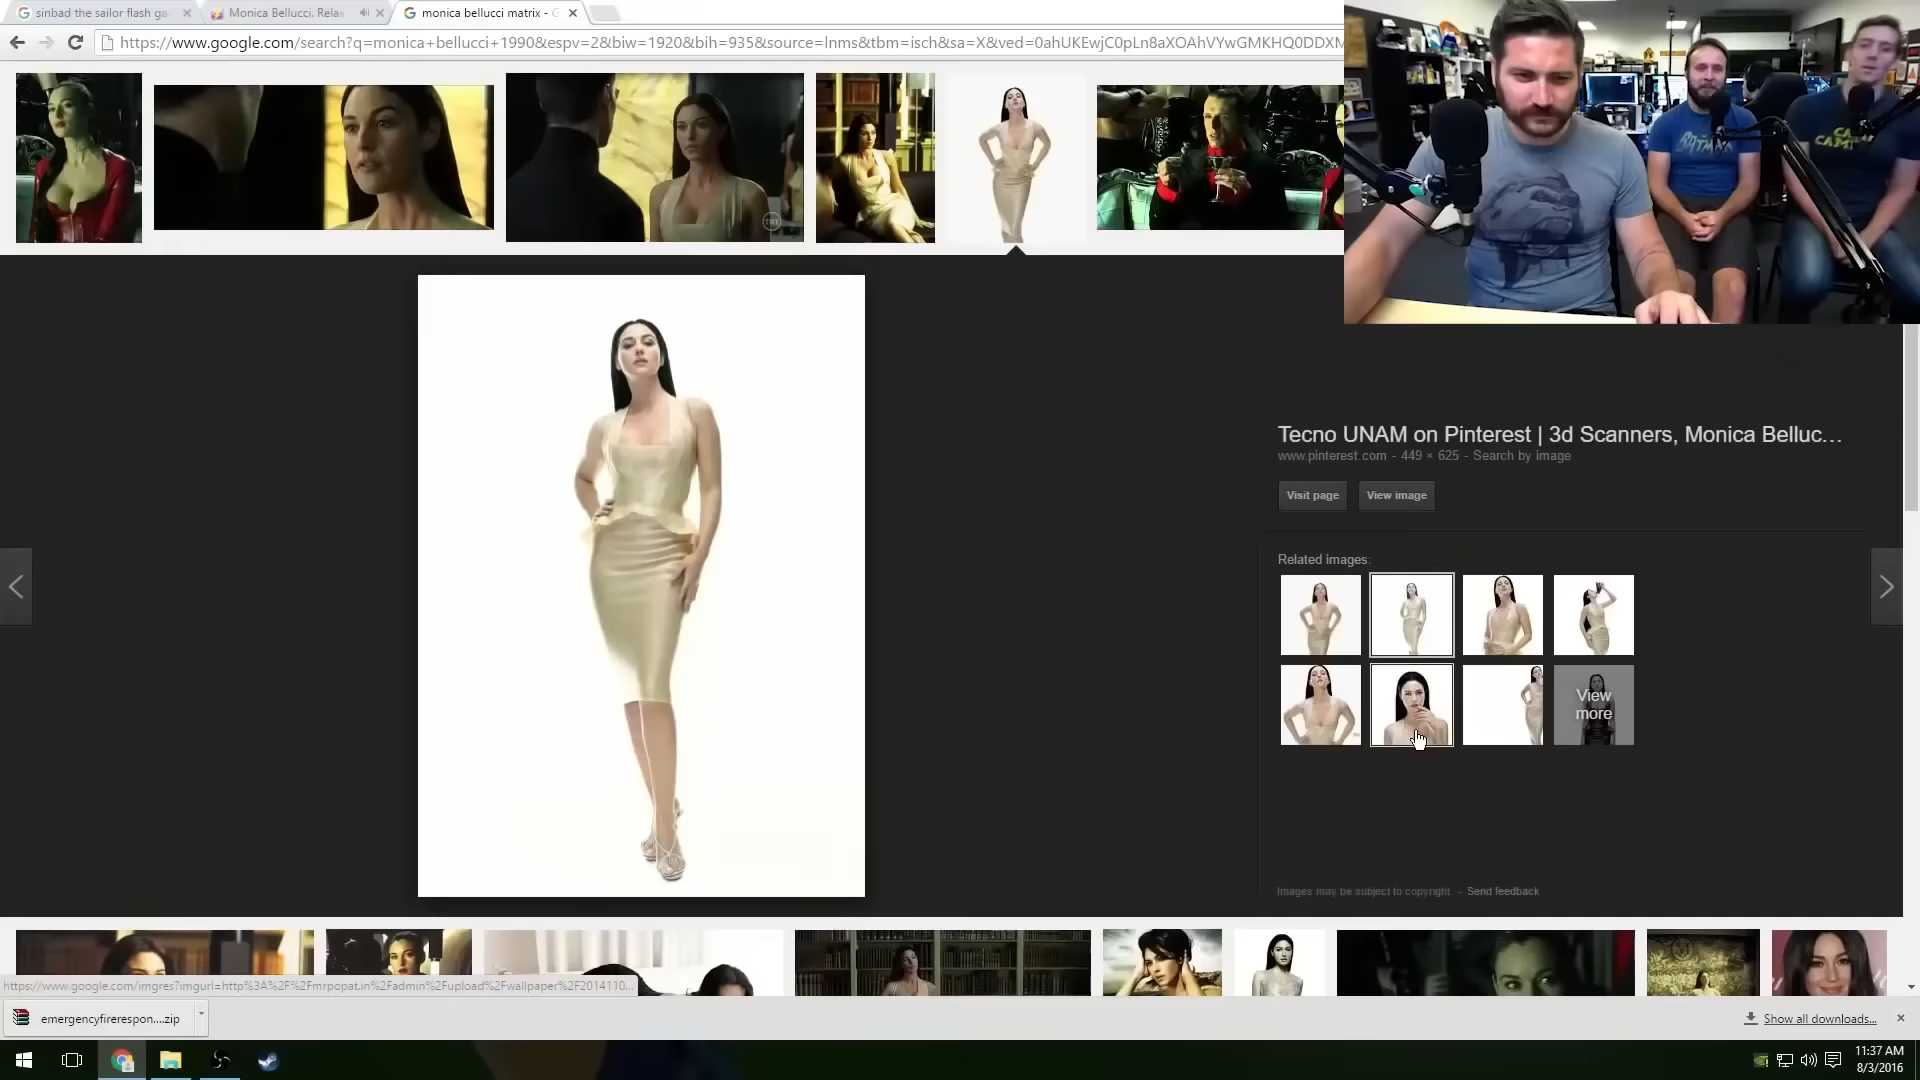 sinbad the sailor flash ga
Monica Bellucci. Relax
monica bellucci matrix - G
https://www.google.com/search?q=monica+bellucci+1990&espv=2&biw=1920&bih=935&source=lnms&tbm=isch&sa=X&ved=0ahUKEwjC0pLn8aXOAhVYwGMKHQ0DDXM
TNT
BATMAN
Tecno UNAM on Pinterest | 3d Scanners, Monica Belluc...
www.pinterest.com - 449 × 625 - Search by image
Visit page
View image
Related images:
View
more
Images may be subject to copyright. - Send feedback
https://www.google.com/imgres?imgurl=http%3A%2F%2Fmrpopat.in%2Fadmin%2Fupload%2Fwallpaper%2F2014110...
emergencyfirerespon....zip
Show all downloads...
11:37 AM
8/3/2016